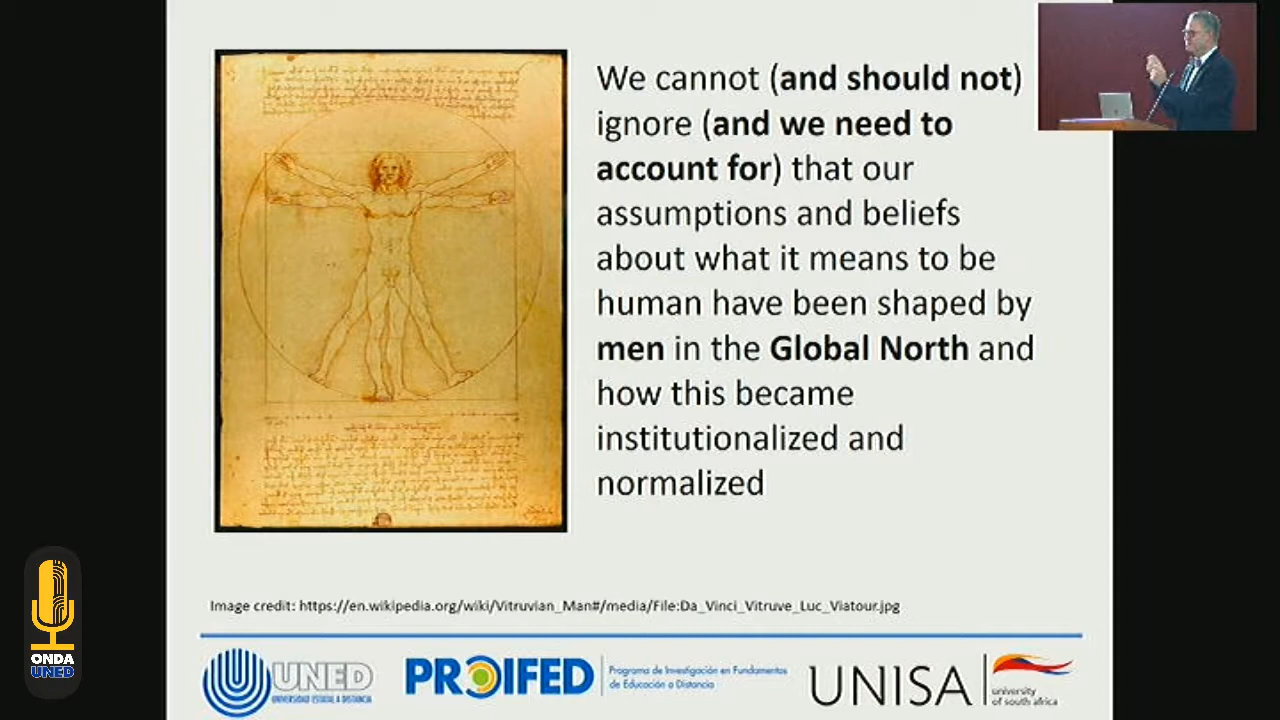 We cannot (and should not)
ignore (and we need to
account for) that our
assumptions and beliefs
about what it means to be
human have been shaped by
men in the Global North and
how this became
institutionalized and
normalized
Image credit: https://en.wikipedia.org/wiki/Vitruvian_Man#/media/File:Da_Vinci_Vitruve_Luc_Viatour.jpg
ONDA
UNED
UNED
UNIVERSIDAD ESTATAL A DISTANCIA
PROIFED
Programa de Investigación en Fundamentos
de Educación a Distancia
UNISA
university
of south africa